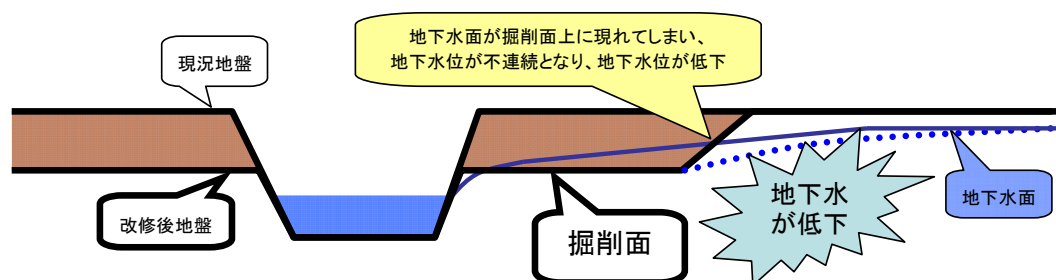 地下水面が掘削面上に現れてしまい、
地下水位が不連続となり、地下水位が低下
現況地盤
改修後地盤
掘削面
地下水
が低下
地下水面